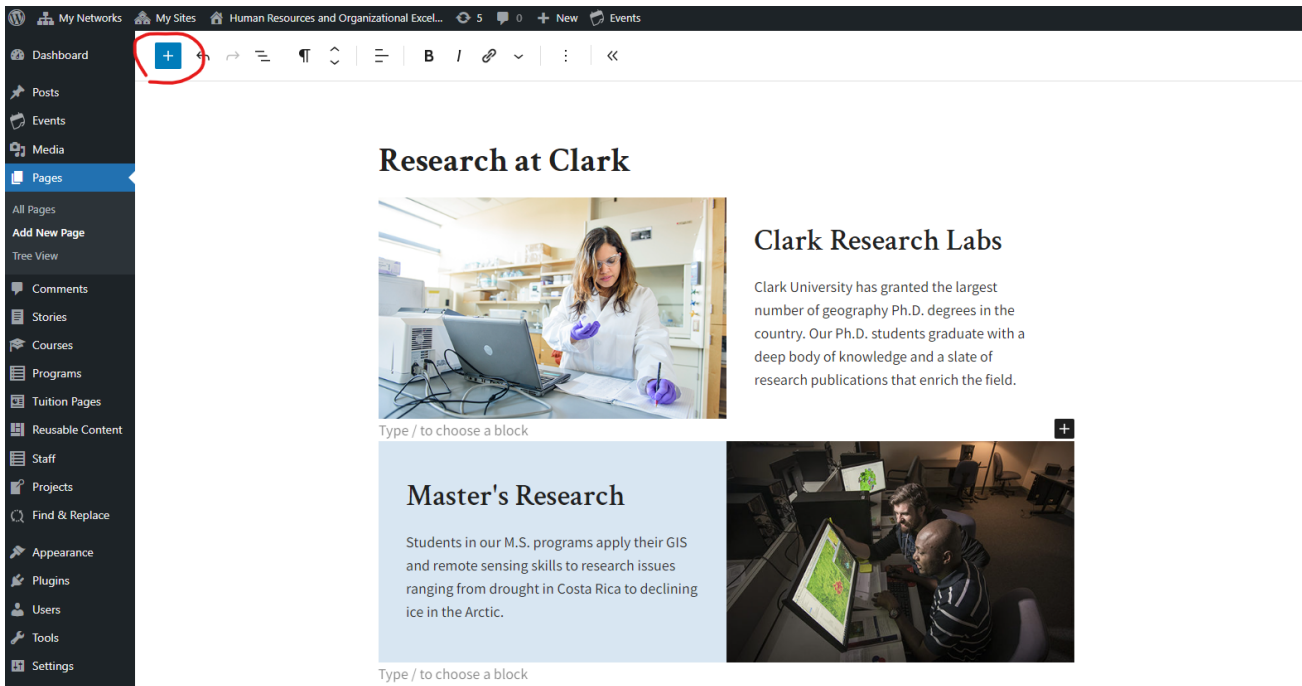 My Networks
My Sites
Human Resources and Organizational Excel...
5
0
New
Events
Dashboard
Posts
Events
Media
Pages
All Pages
Add New Page
Tree View
Comments
Stories
Courses
Programs
Tuition Pages
Reusable Content
Staff
Projects
Find & Replace
Appearance
Plugins
Users
Tools
Settings
B I
Research at Clark
Clark Research Labs
Clark University has granted the largest
number of geography Ph.D. degrees in the
country. Our Ph.D. students graduate with a
deep body of knowledge and a slate of
research publications that enrich the field.
Type / to choose a block
Master's Research
Students in our M.S. programs apply their GIS
and remote sensing skills to research issues
ranging from drought in Costa Rica to declining
ice in the Arctic.
Type / to choose a block